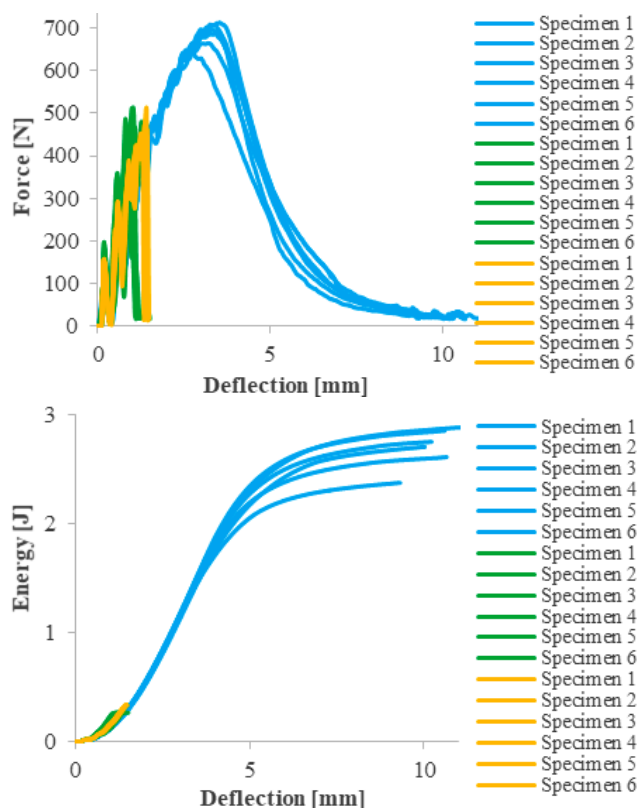 700
600
500
400
300
200
100
0
Force [N]
0
5
10
Deflection [mm]
Specimen 1
Specimen 2
Specimen 3
Specimen 4
Specimen 5
Specimen 6
Specimen 1
Specimen 2
Specimen 3
Specimen 4
Specimen 5
Specimen 6
Specimen 1
Specimen 2
Specimen 3
Specimen 4
Specimen 5
Specimen 6
3
2
1
0
Energy [J]
0
5
10
Deflection [mm]
Specimen 1
Specimen 2
Specimen 3
Specimen 4
Specimen 5
Specimen 6
Specimen 1
Specimen 2
Specimen 3
Specimen 4
Specimen 5
Specimen 6
Specimen 1
Specimen 2
Specimen 3
Specimen 4
Specimen 5
Specimen 6